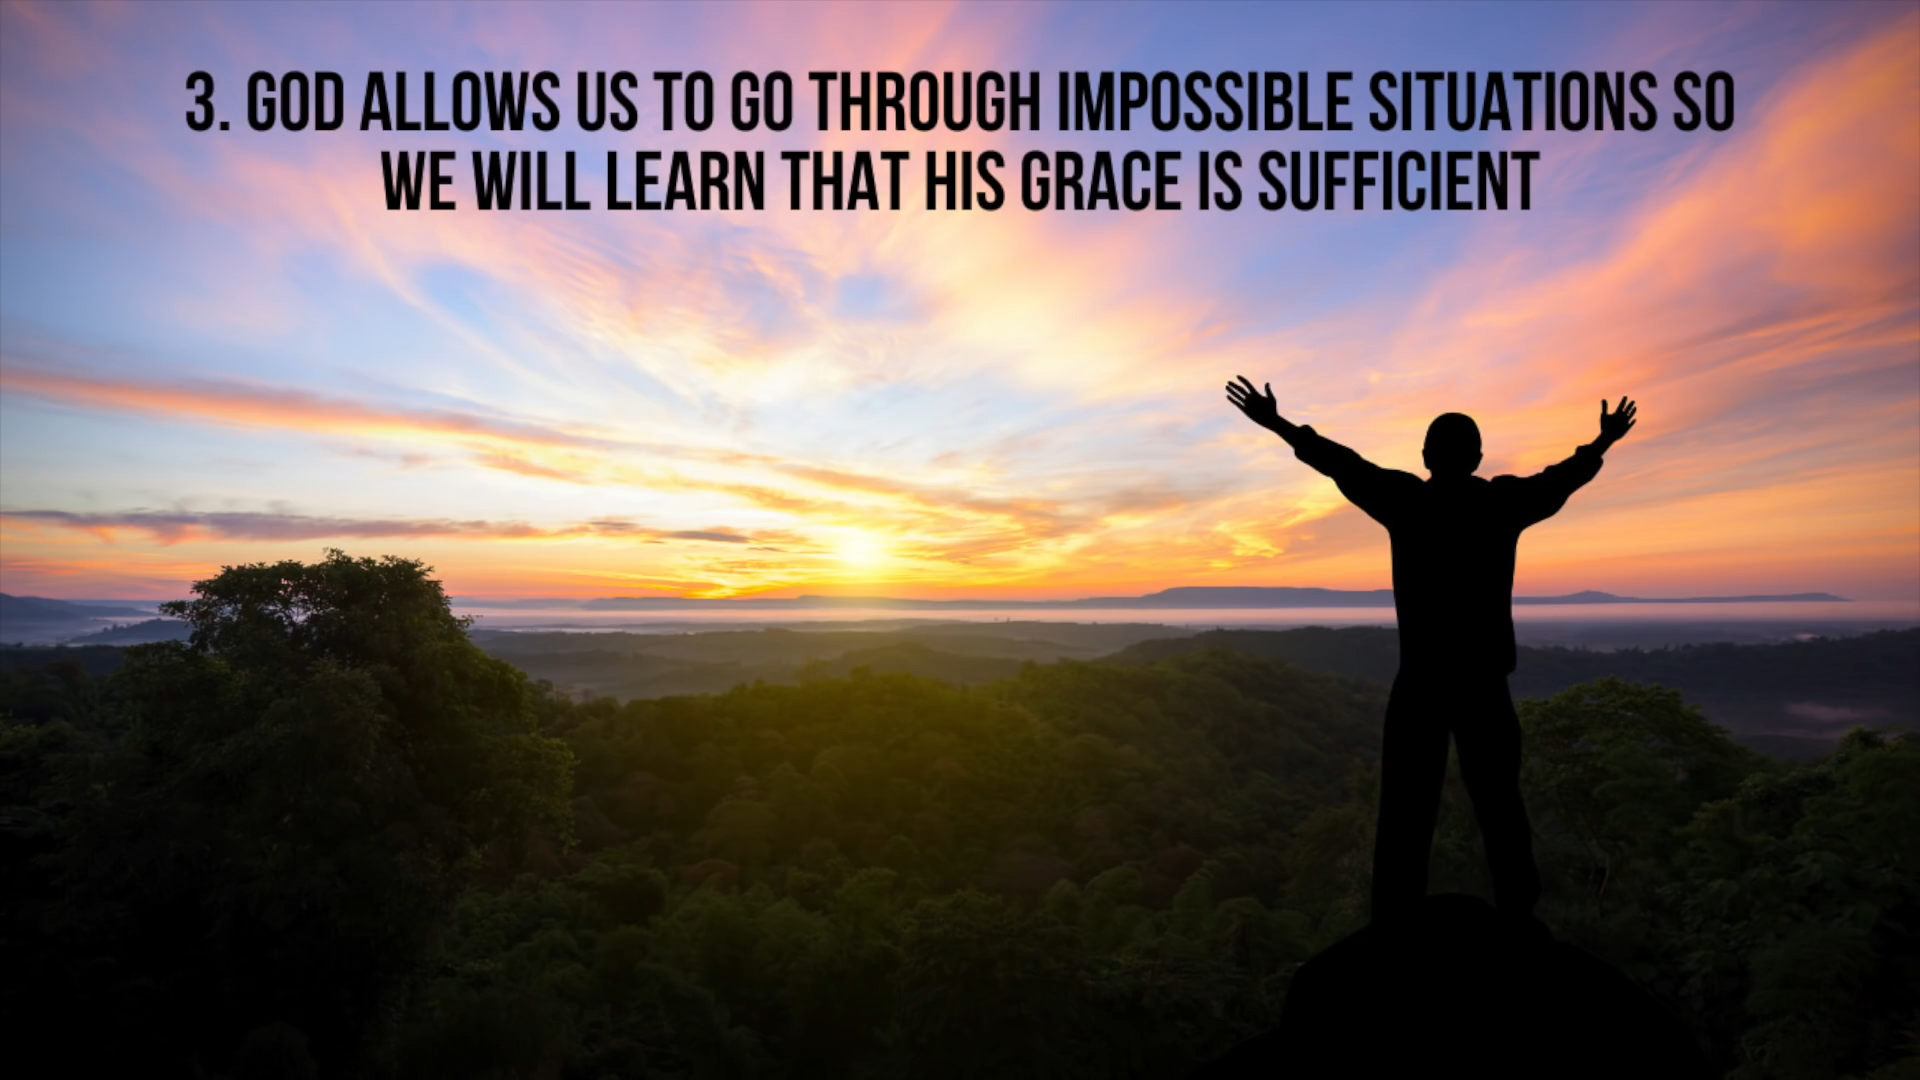 3. GOD ALLOWS US TO GO THROUGH IMPOSSIBLE SITUATIONS SO
WE WILL LEARN THAT HIS GRACE IS SUFFICIENT